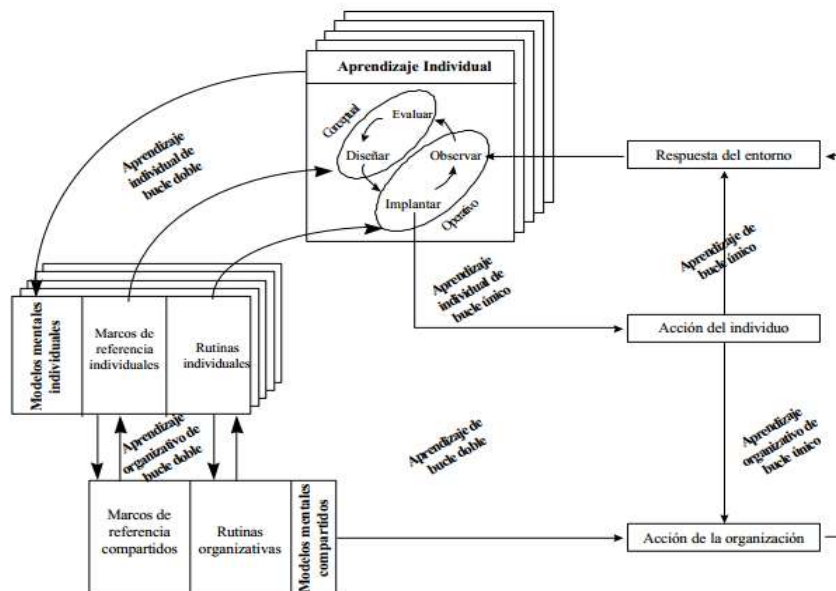 Aprendizaje Individual
Conceptual
Evaluar
Diseñar
Observar
Implantar
Operativo
Aprendizaje
individual de
bucle doble
Respuesta del entorno
Aprendizaje
individual de
bucle único
Aprendizaje de
bucle único
Modelos mentales
individuales
Marcos de
referencia
individuales
Rutinas
individuales
Acción del individuo
Aprendizaje
organizativo de
bucle doble
Aprendizaje de
bucle doble
Aprendizaje
organizativo de
bucle único
Marcos de
referencia
compartidos
Rutinas
organizativas
Modelos mentales
compartidos
Acción de la organización